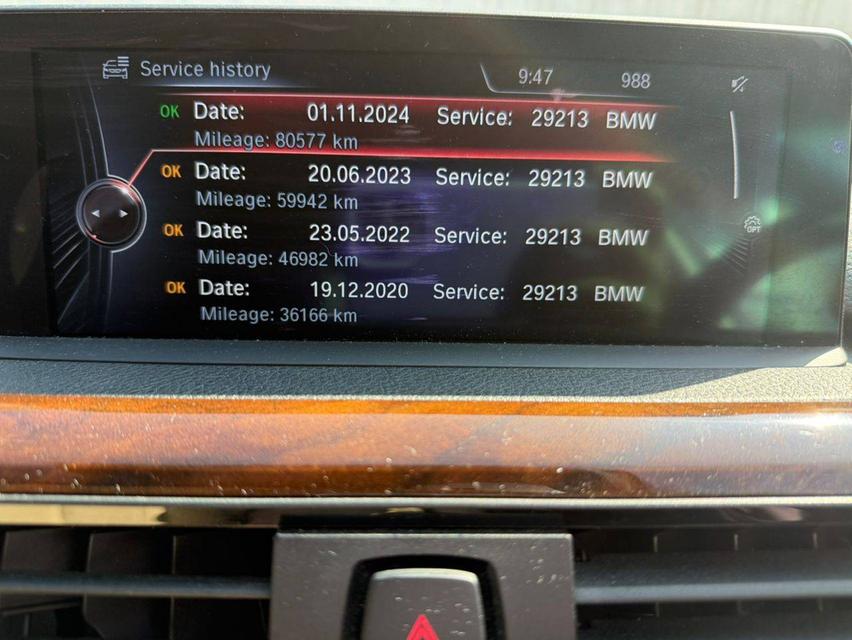 Service history 9:47 988
OK Date: 01.11.2024 Service: 29213 BMW
Mileage: 80577 km
OK Date: 20.06.2023 Service: 29213 BMW
Mileage: 59942 km
OK Date: 23.05.2022 Service: 29213 BMW
Mileage: 46982 km
OK Date: 19.12.2020 Service: 29213 BMW
Mileage: 36166 km
OPT